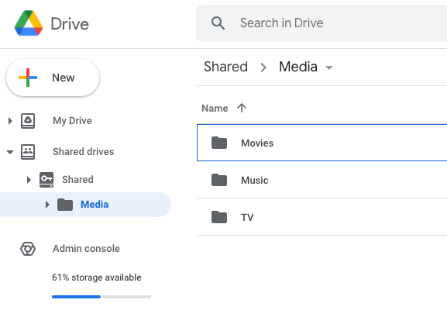 Drive
Search in Drive
New
My Drive
Shared drives
Shared
Media
Admin console
61% storage available
Shared > Media
Name
Movies
Music
TV